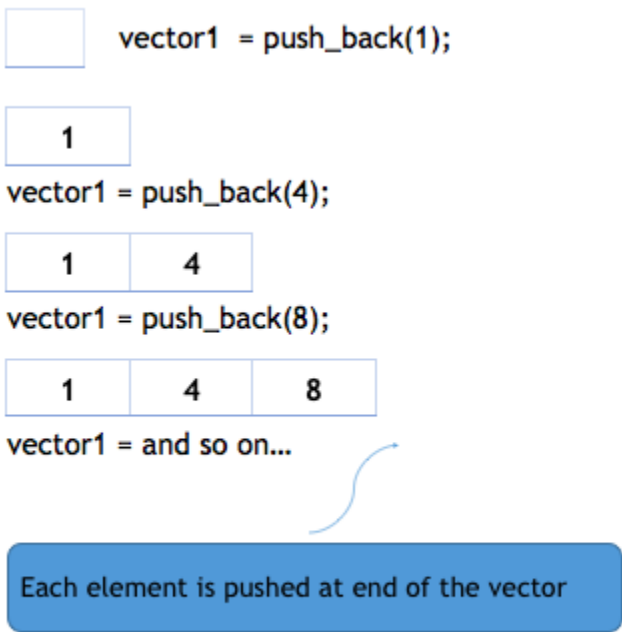 vector1 = push_back(1);
1
vector1 = push_back(4);
1 4
vector1 = push_back(8);
1 4 8
vector1 = and so on...
Each element is pushed at end of the vector